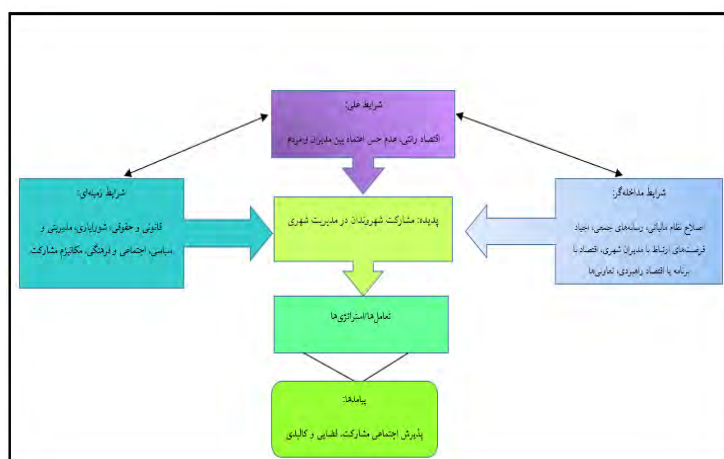 شرایط علی:
اقتصاد رانتی، عدم حس اعتماد بین مدیران و مردم
شرایط زمینه‌ای:
قانونی و حقوقی، شورایاری، مدیریتی و
سیاسی، اجتماعی و فرهنگی، مکانیزم مشارکت.
پدیده: مشارکت شهروندان در مدیریت شهری
شرایط مداخله‌گر:
اصلاح نظام مالیاتی، رسانه‌های جمعی، ایجاد
فرصت‌های ارتباط با مدیران شهری، اقتصاد با
برنامه یا اقتصاد راهبردی، تعاونی‌ها
تعامل‌ها/استراتژی‌ها
پیامدها:
پذیرش اجتماعی مشارکت، فضایی و کالبدی